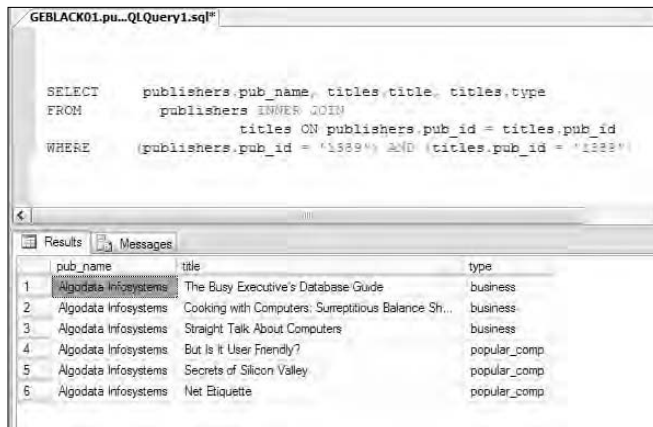 GEBLACK01.pu...QLQuery1.sql*
SELECT publishers.pub_name, titles.title, titles.type
FROM publishers INNER JOIN
titles ON publishers.pub_id = titles.pub_id
WHERE (publishers.pub_id = '1389') AND (titles.pub_id = '1389')
Results Messages
pub_name title type
1 Algodata Infosystems The Busy Executive's Database Guide business
2 Algodata Infosystems Cooking with Computers: Surreptitious Balance Sh... business
3 Algodata Infosystems Straight Talk About Computers business
4 Algodata Infosystems But Is It User Friendly? popular_comp
5 Algodata Infosystems Secrets of Silicon Valley popular_comp
6 Algodata Infosystems Net Etiquette popular_comp